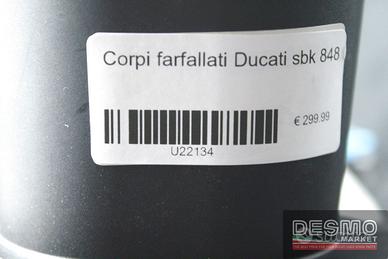 Corpi farfallati Ducati sbk 848
€ 299.99
U22134
DESMO
MARKET